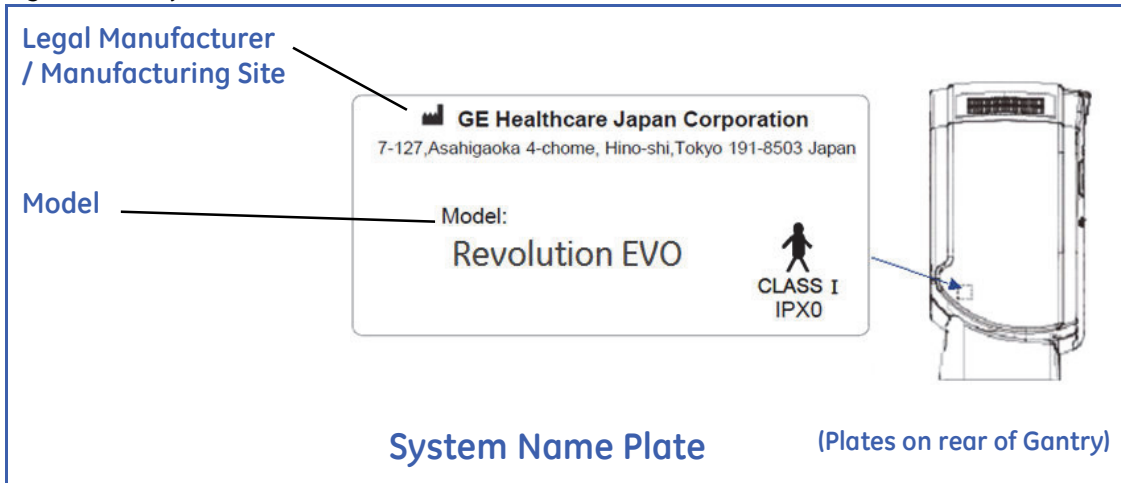 Legal Manufacturer
/ Manufacturing Site
GE Healthcare Japan Corporation
7-127,Asahigaoka 4-chome, Hino-shi,Tokyo 191-8503 Japan
Model
Model:
Revolution EVO
CLASS I
IPX0
System Name Plate
(Plates on rear of Gantry)